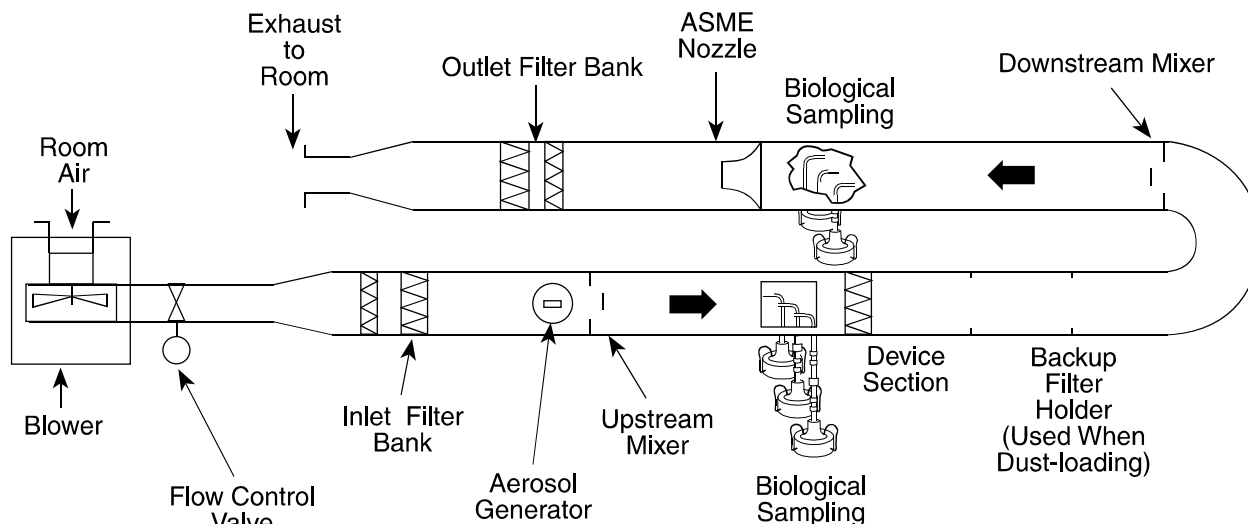 Exhaust
to
Room
ASME
Nozzle
Outlet Filter Bank
Biological
Sampling
Downstream Mixer
Room
Air
Blower
Flow Control
Valve
Inlet Filter
Bank
Aerosol
Generator
Upstream
Mixer
Biological
Sampling
Device
Section
Backup
Filter
Holder
(Used When
Dust-loading)